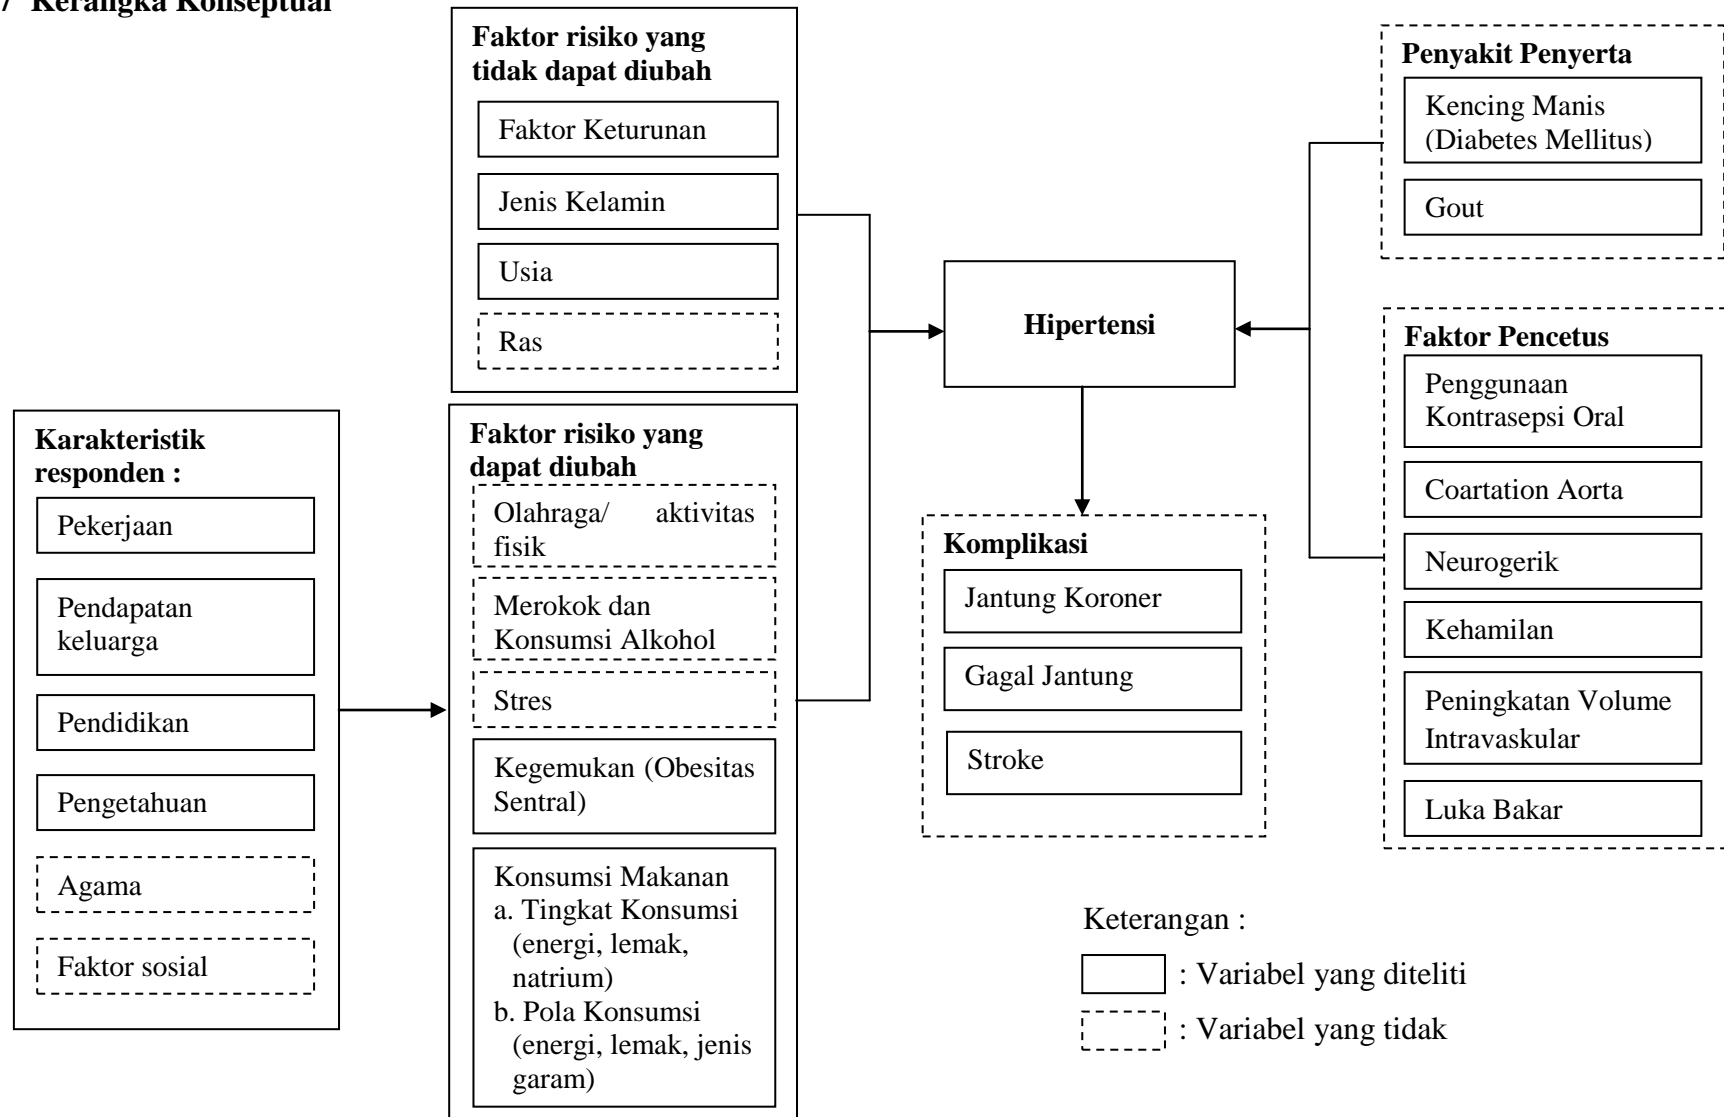 7 Kerangka Konseptual
Faktor risiko yang
tidak dapat diubah
Faktor Keturunan
Jenis Kelamin
Usia
Ras
Karakteristik
responden :
Pekerjaan
Pendapatan
keluarga
Pendidikan
Pengetahuan
Agama
Faktor sosial
Faktor risiko yang
dapat diubah
Olahraga/ aktivitas
fisik
Merokok dan
Konsumsi Alkohol
Stres
Kegemukan (Obesitas
Sentral)
Konsumsi Makanan
a. Tingkat Konsumsi
(energi, lemak,
natrium)
b. Pola Konsumsi
(energi, lemak, jenis
garam)
Hipertensi
Komplikasi
Jantung Koroner
Gagal Jantung
Stroke
Penyakit Penyerta
Kencing Manis
(Diabetes Mellitus)
Gout
Faktor Pencetus
Penggunaan
Kontrasepsi Oral
Coartation Aorta
Neurogerik
Kehamilan
Peningkatan Volume
Intravaskular
Luka Bakar
Keterangan :
: Variabel yang diteliti
: Variabel yang tidak